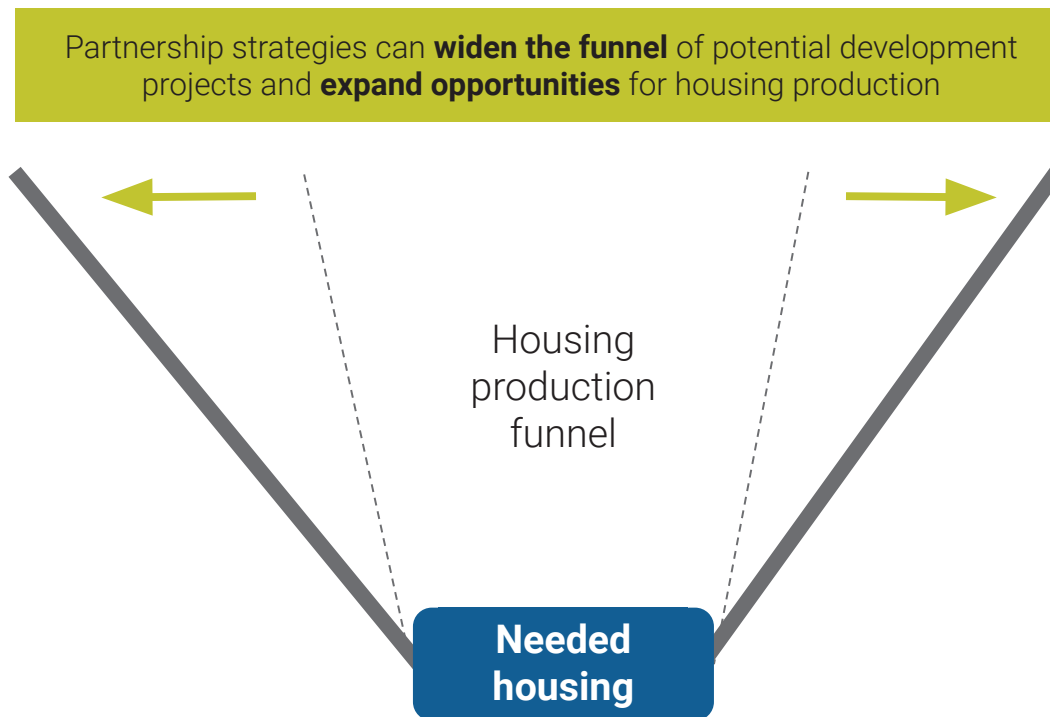 Partnership strategies can widen the funnel of potential development
projects and expand opportunities for housing production
Housing
production
funnel
Needed
housing